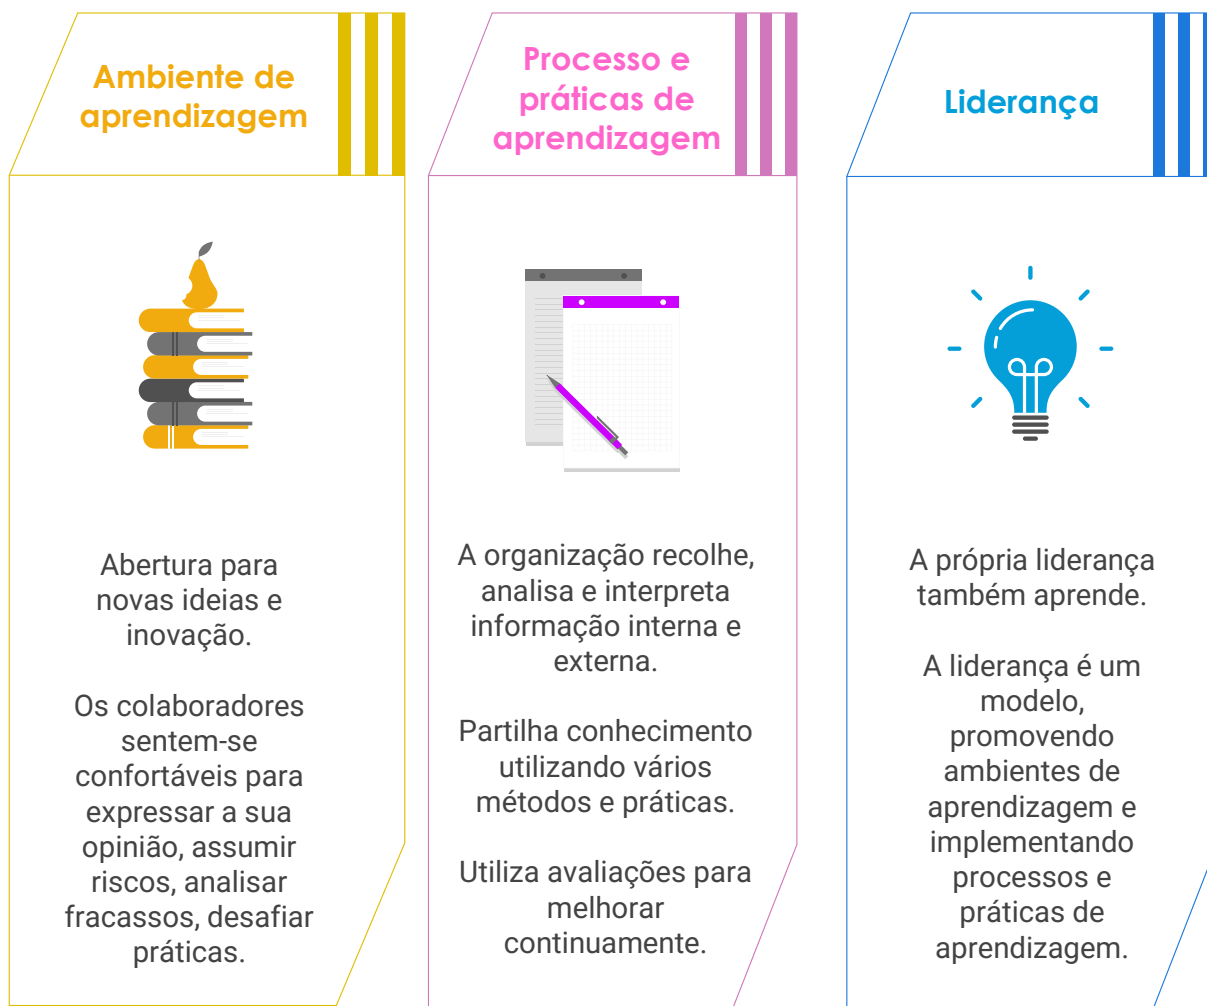 Ambiente de
aprendizagem
Abertura para
novas ideias e
inovação.
Os colaboradores
sentem-se
confortáveis para
expressar a sua
opinião, assumir
riscos, analisar
fracassos, desafiar
práticas.
Processo e
práticas de
aprendizagem
A organização recolhe,
analisa e interpreta
informação interna e
externa.
Partilha conhecimento
utilizando vários
métodos e práticas.
Utiliza avaliações para
melhorar
continuamente.
Liderança
A própria liderança
também aprende.
A liderança é um
modelo,
promovendo
ambientes de
aprendizagem e
implementando
processos e
práticas de
aprendizagem.